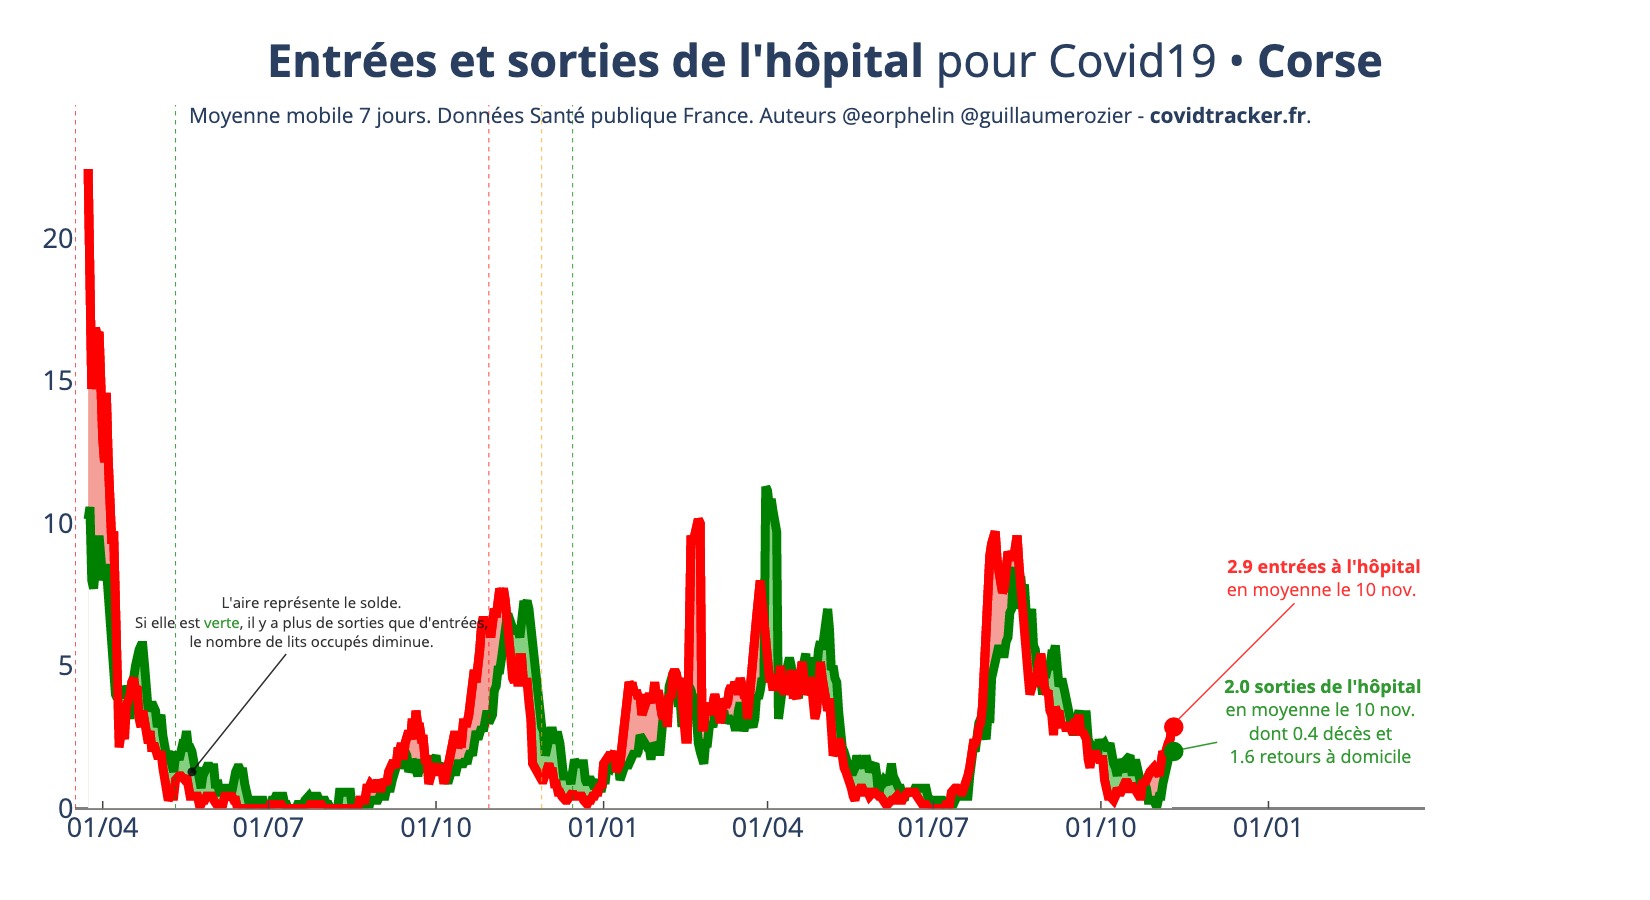 Entrées et sorties de l'hôpital pour Covid19 • Corse
Moyenne mobile 7 jours. Données Santé publique France. Auteurs @eorphelin @guillaumerozier - covidtracker.fr.
20
15
10
5
0
L'aire représente le solde.
Si elle est verte, il y a plus de sorties que d'entrées,
le nombre de lits occupés diminue.
2.9 entrées à l'hôpital
en moyenne le 10 nov.
2.0 sorties de l'hôpital
en moyenne le 10 nov.
dont 0.4 décès et
1.6 retours à domicile
01/04 01/07 01/10 01/01 01/04 01/07 01/10 01/01